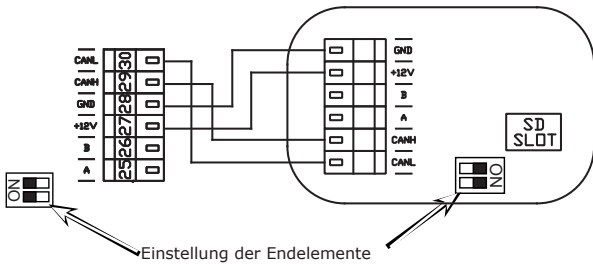 CANL 30
CANH 29
GND 28
+12V 27
B 26
A 25
GND
+12V
B
A
CANH
CANL
SD
SLOT
ON
ON
Einstellung der Endelemente